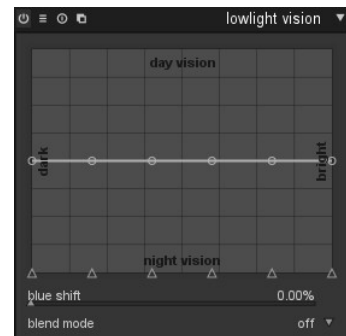 lowlight vision
day vision
dark
bright
night vision
blue shift 0.00%
blend mode off